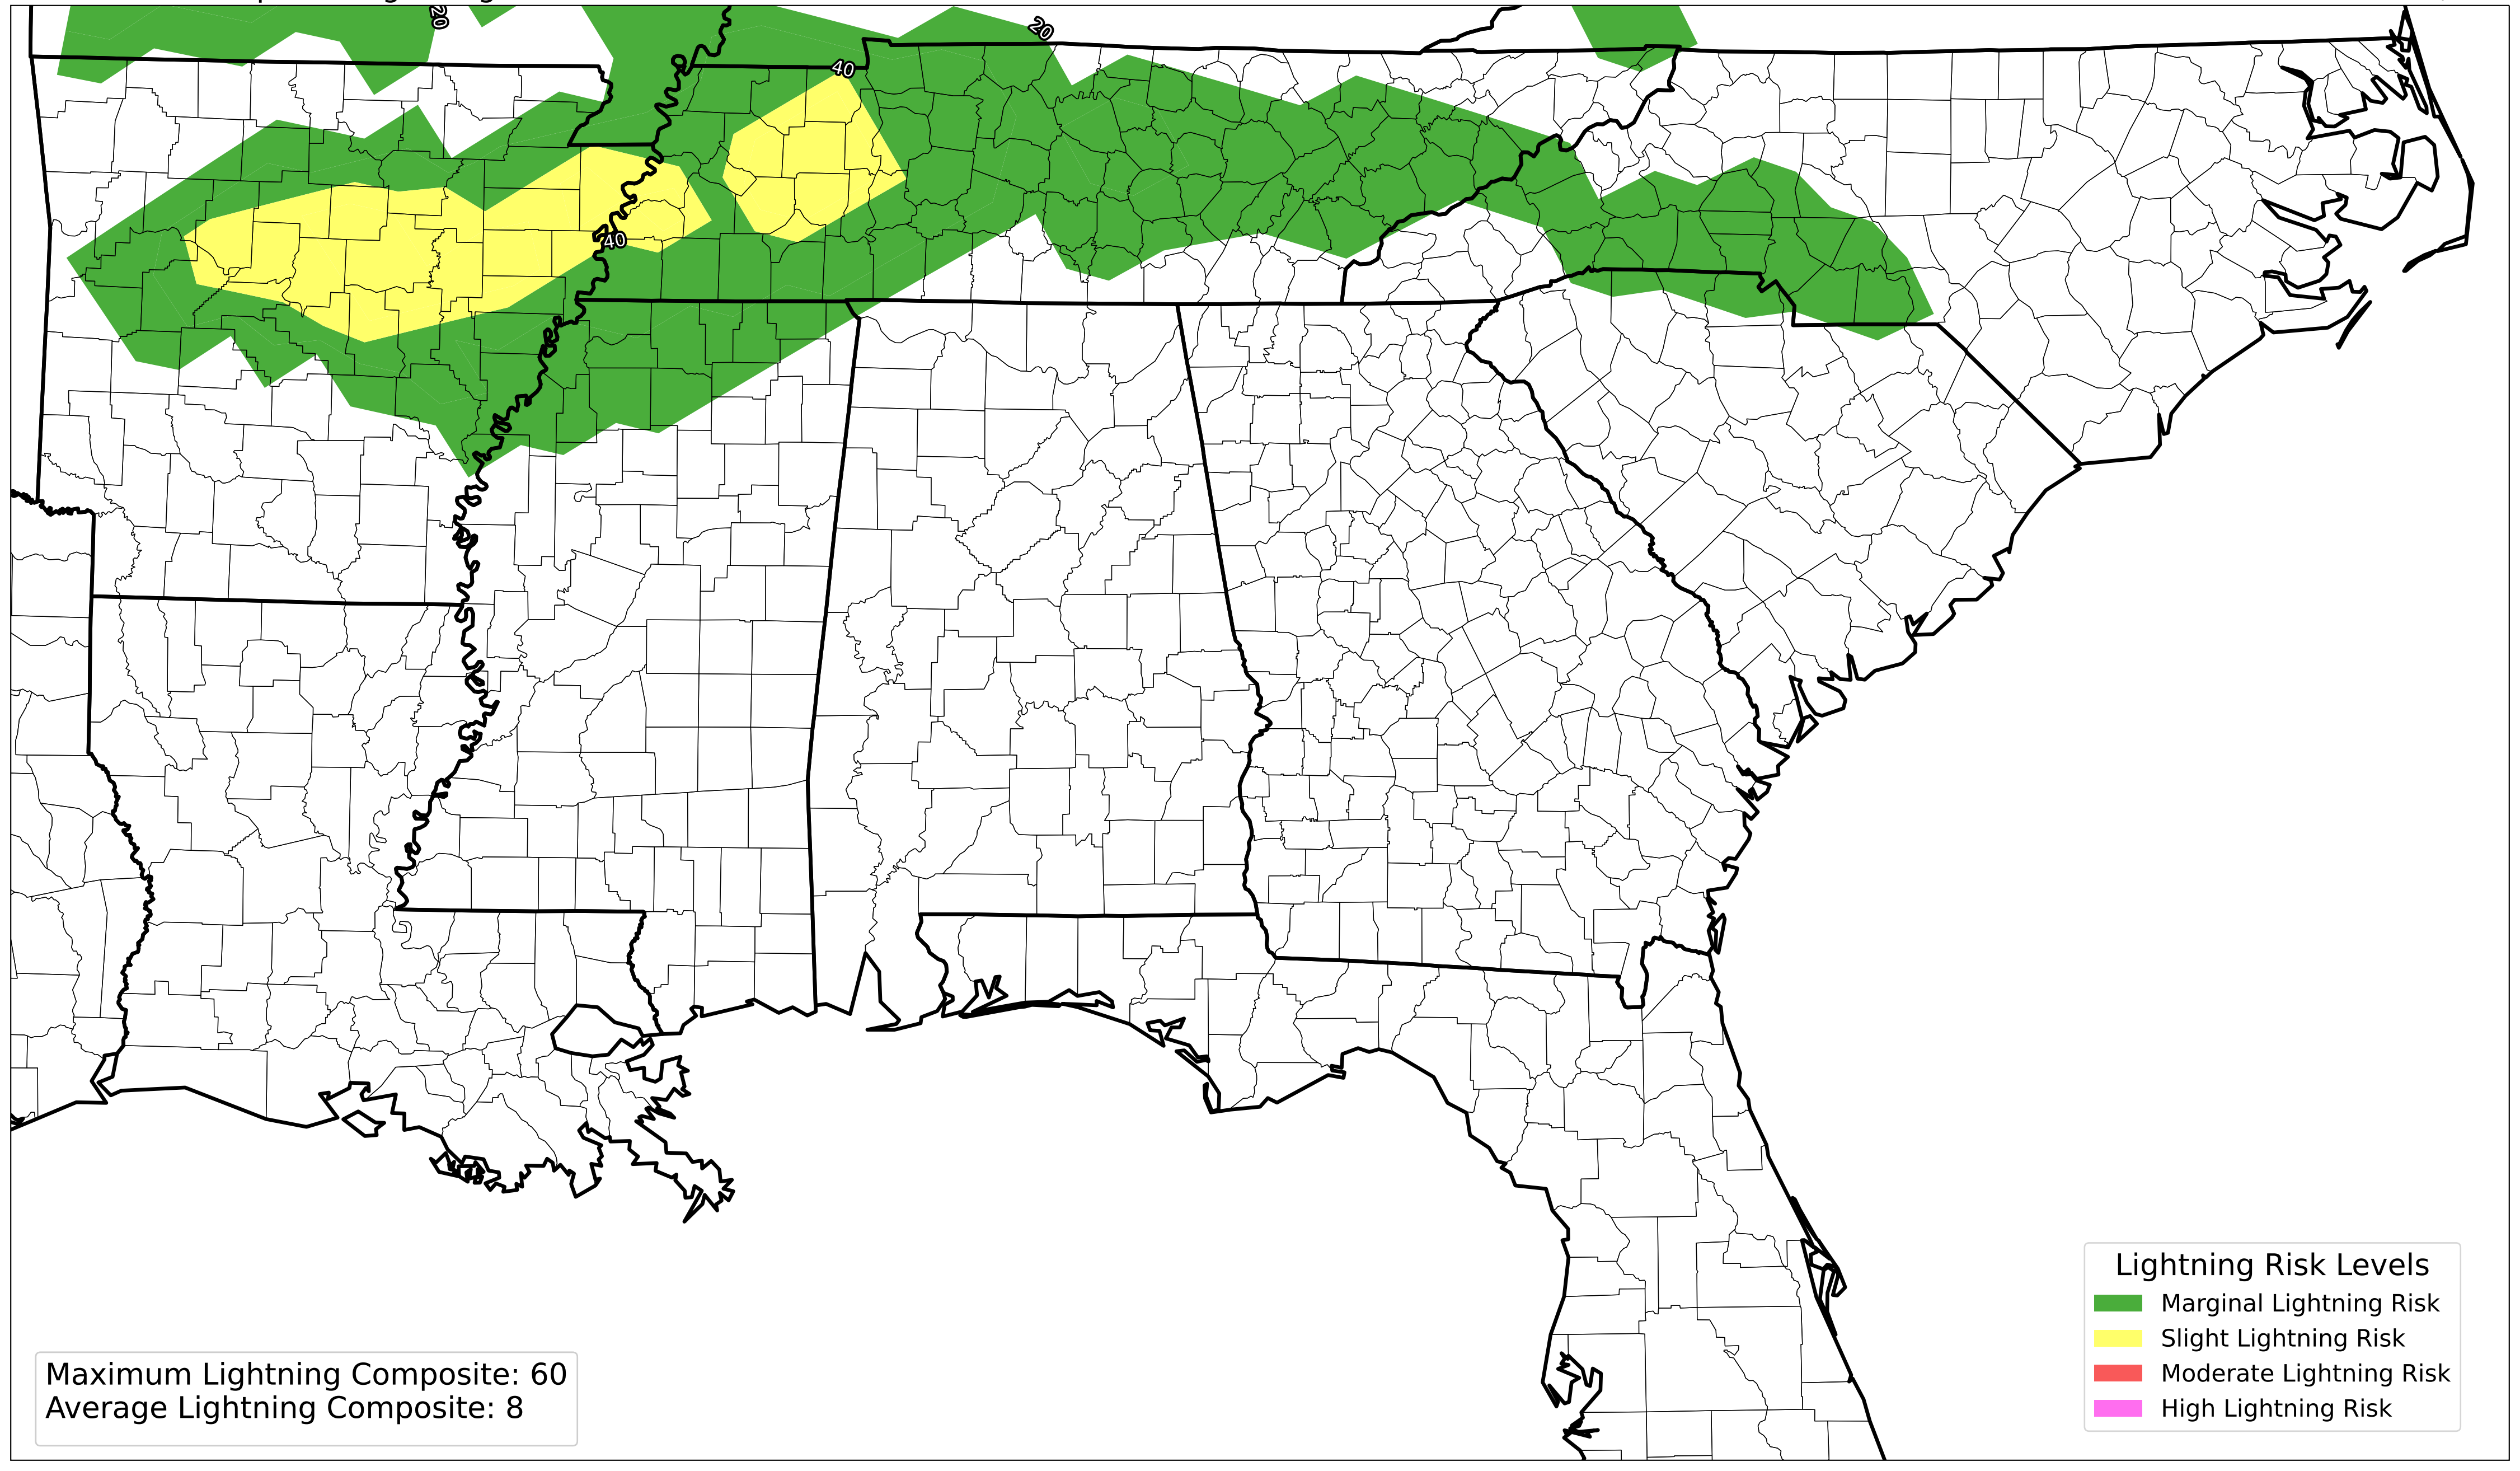 20
20
40
40
Lightning Risk Levels
Marginal Lightning Risk
Slight Lightning Risk
Moderate Lightning Risk
High Lightning Risk
Maximum Lightning Composite: 60
Average Lightning Composite: 8